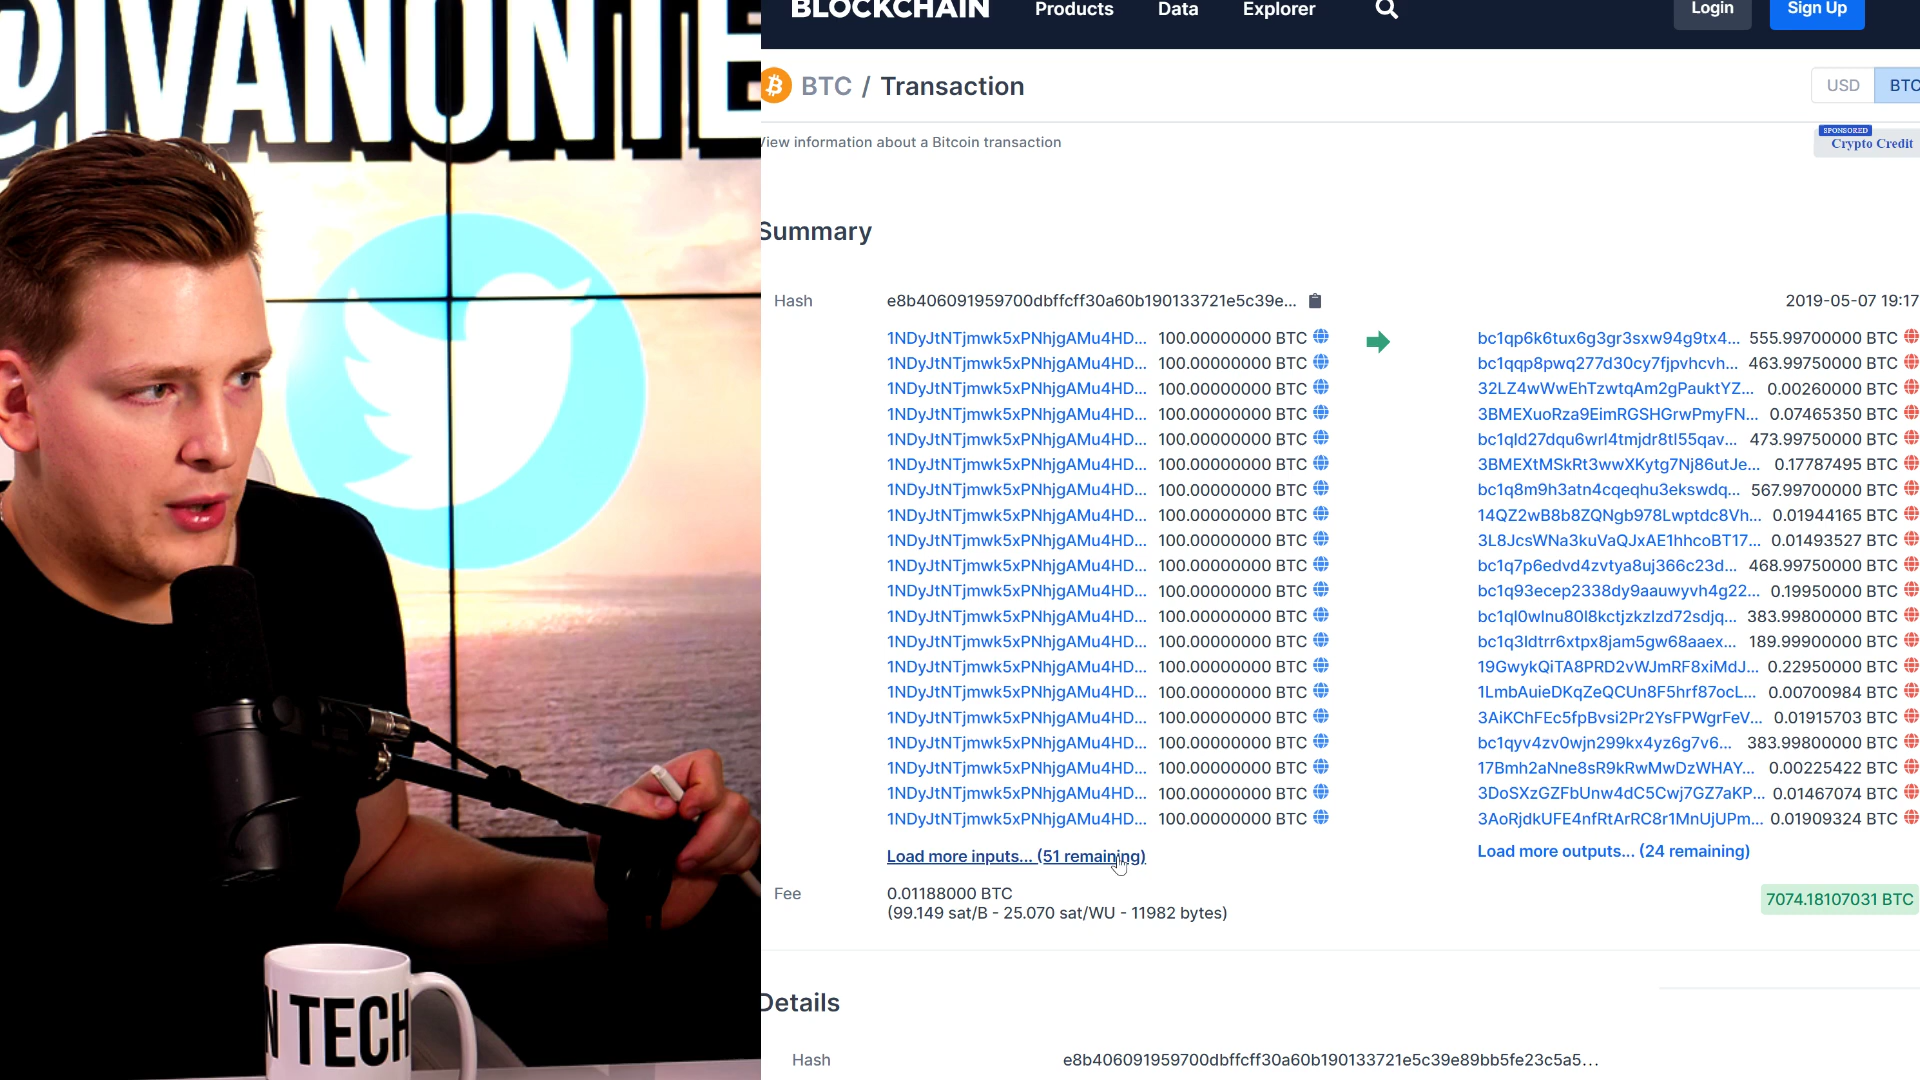 @IVANONTE
N TECH
BLOCKCHAIN Products Data Explorer Login Sign Up
BTC / Transaction USD BTC
View information about a Bitcoin transaction
SPONSORED
Crypto Credit
Summary
Hash e8b406091959700dbffcff30a60b190133721e5c39e... 2019-05-07 19:17
1NDyJtNTjmwk5xPNhjgAMu4HD... 100.00000000 BTC bc1qp6k6tux6g3gr3sxw94g9tx4... 555.99700000 BTC
1NDyJtNTjmwk5xPNhjgAMu4HD... 100.00000000 BTC bc1qqp8pwq277d30cy7fjpvhcvh... 463.99750000 BTC
1NDyJtNTjmwk5xPNhjgAMu4HD... 100.00000000 BTC 32LZ4wWwEhTzwtqAm2gPauktYZ... 0.00260000 BTC
1NDyJtNTjmwk5xPNhjgAMu4HD... 100.00000000 BTC 3BMEXuoRza9EimRGSHGrwPmyFN... 0.07465350 BTC
1NDyJtNTjmwk5xPNhjgAMu4HD... 100.00000000 BTC bc1qld27dqu6wrl4tmjdr8tl55qav... 473.99750000 BTC
1NDyJtNTjmwk5xPNhjgAMu4HD... 100.00000000 BTC 3BMEXtMSkRt3wwXKytg7Nj86utJe... 0.17787495 BTC
1NDyJtNTjmwk5xPNhjgAMu4HD... 100.00000000 BTC bc1q8m9h3atn4cqeqhu3ekswdq... 567.99700000 BTC
1NDyJtNTjmwk5xPNhjgAMu4HD... 100.00000000 BTC 14QZ2wB8b8ZQNgb978Lwptdc8Vh... 0.01944165 BTC
1NDyJtNTjmwk5xPNhjgAMu4HD... 100.00000000 BTC 3L8JcsWNa3kuVaQJxAE1hhcoBT17... 0.01493527 BTC
1NDyJtNTjmwk5xPNhjgAMu4HD... 100.00000000 BTC bc1q7p6edvd4zvtya8uj366c23d... 468.99750000 BTC
1NDyJtNTjmwk5xPNhjgAMu4HD... 100.00000000 BTC bc1q93ecep2338dy9aauwyvh4g22... 0.19950000 BTC
1NDyJtNTjmwk5xPNhjgAMu4HD... 100.00000000 BTC bc1ql0wlnu80l8kctjzkzlzd72sdjq... 383.99800000 BTC
1NDyJtNTjmwk5xPNhjgAMu4HD... 100.00000000 BTC bc1q3ldtrr6xtpx8jam5gw68aaex... 189.99900000 BTC
1NDyJtNTjmwk5xPNhjgAMu4HD... 100.00000000 BTC 19GwykQiTA8PRD2vWJmRF8xiMdJ... 0.22950000 BTC
1NDyJtNTjmwk5xPNhjgAMu4HD... 100.00000000 BTC 1LmbAuieDKqZeQCUn8F5hrf87ocL... 0.00700984 BTC
1NDyJtNTjmwk5xPNhjgAMu4HD... 100.00000000 BTC 3AiKChFEc5fpBvsi2Pr2YsFPWgrFeV... 0.01915703 BTC
1NDyJtNTjmwk5xPNhjgAMu4HD... 100.00000000 BTC bc1qyv4zv0wjn299kx4yz6g7v6... 383.99800000 BTC
1NDyJtNTjmwk5xPNhjgAMu4HD... 100.00000000 BTC 17Bmh2aNne8sR9kRwMwDzWHAY... 0.00225422 BTC
1NDyJtNTjmwk5xPNhjgAMu4HD... 100.00000000 BTC 3DoSXzGZFbUnw4dC5Cwj7GZ7aKP... 0.01467074 BTC
1NDyJtNTjmwk5xPNhjgAMu4HD... 100.00000000 BTC 3AoRjdkUFE4nfRtArRC8r1MnUjUPm... 0.01909324 BTC
Load more inputs... (51 remaining) Load more outputs... (24 remaining)
Fee 0.01188000 BTC 7074.18107031 BTC
(99.149 sat/B - 25.070 sat/WU - 11982 bytes)
Details
Hash e8b406091959700dbffcff30a60b190133721e5c39e89bb5fe23c5a5...